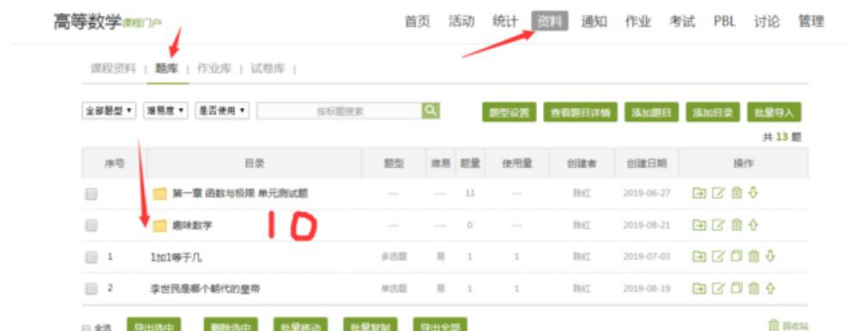 高等数学 课程门户 首页 活动 统计 资料 通知 作业 考试 PBL 讨论 管理
课程资料 | 题库 | 作业库 | 试卷库 |
全部题型 ▾ 难易度 ▾ 是否使用 ▾ 按标题搜索 题型设置 查看题目详情 添加题目 添加目录 批量导入
共 13 题
序号 目录 题型 难易 题量 使用量 创建者 创建日期 操作
第一章 函数与极限 单元测试题 --- --- 11 --- 陈红 2019-06-27
趣味数学 --- --- 0 --- 陈红 2019-08-21
10
1 1加1等于几 多选题 易 1 1 陈红 2019-07-03
2 李世民是哪个朝代的皇帝 单选题 易 1 1 陈红 2019-08-19
全选 导出选中 删除选中 批量移动 批量复制 导出全部 回收站